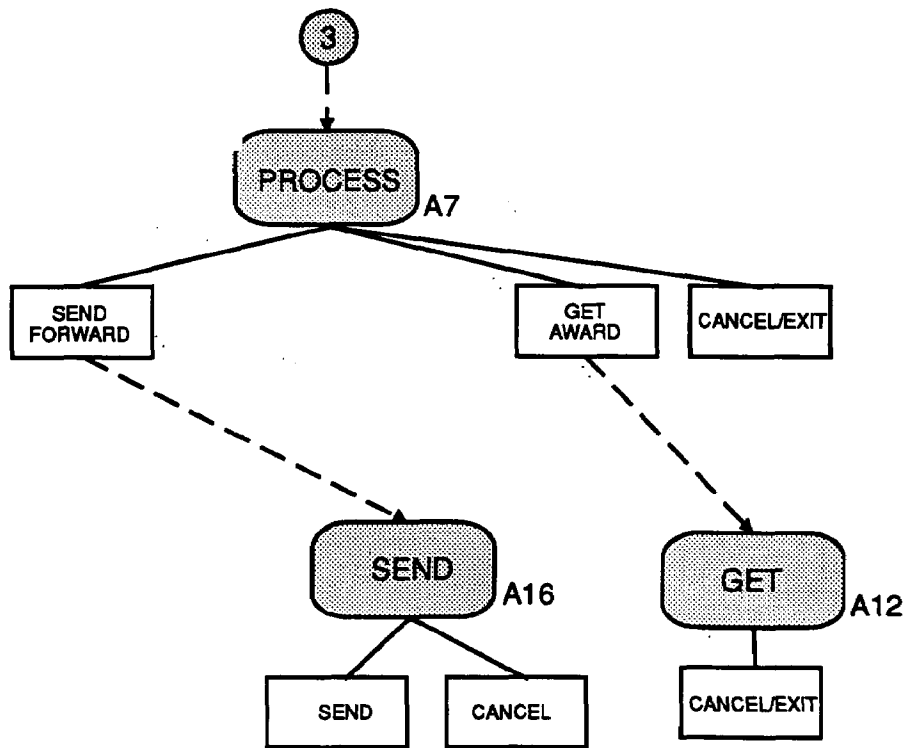 3
PROCESS
A7
SEND
FORWARD
GET
AWARD
CANCEL/EXIT
SEND
A16
GET
A12
SEND
CANCEL
CANCEL/EXIT